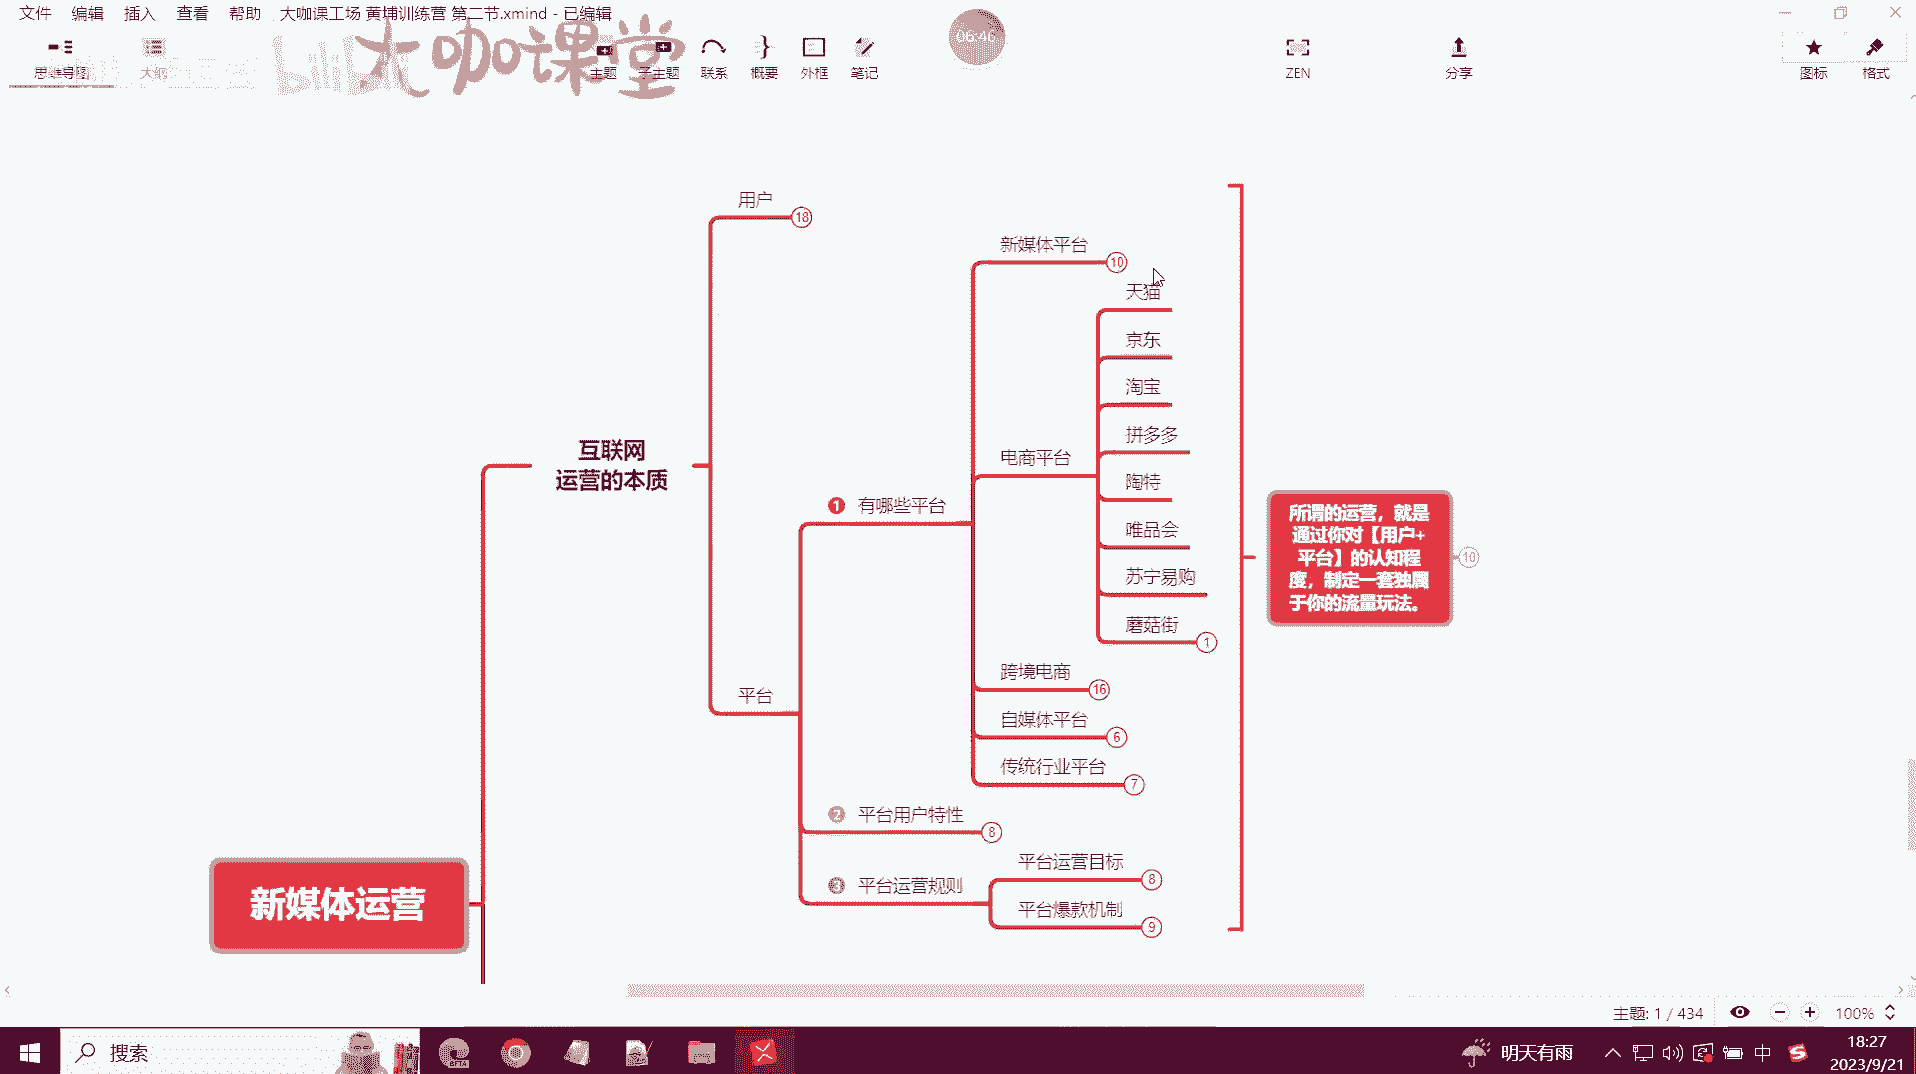 文件 编辑 插入 查看 帮助 大咖课工场 黄埔训练营 第二节.xmind - 已编辑
大咖课堂
06:46
思维导图 大纲 主题 子主题 联系 概要 外框 笔记 ZEN 分享 图标 格式
用户
18
新媒体平台
10
天猫
京东
淘宝
拼多多
陶特
唯品会
苏宁易购
蘑菇街
1
电商平台
互联网
运营的本质
1 有哪些平台
所谓的运营，就是
通过你对【用户+
平台】的认知程
度，制定一套独属
于你的流量玩法。
10
跨境电商
16
平台
自媒体平台
6
传统行业平台
7
2 平台用户特性
8
平台运营目标
8
3 平台运营规则
平台爆款机制
9
新媒体运营
主题: 1 / 434
100%
搜索
明天有雨
中
18:27
2023/9/21